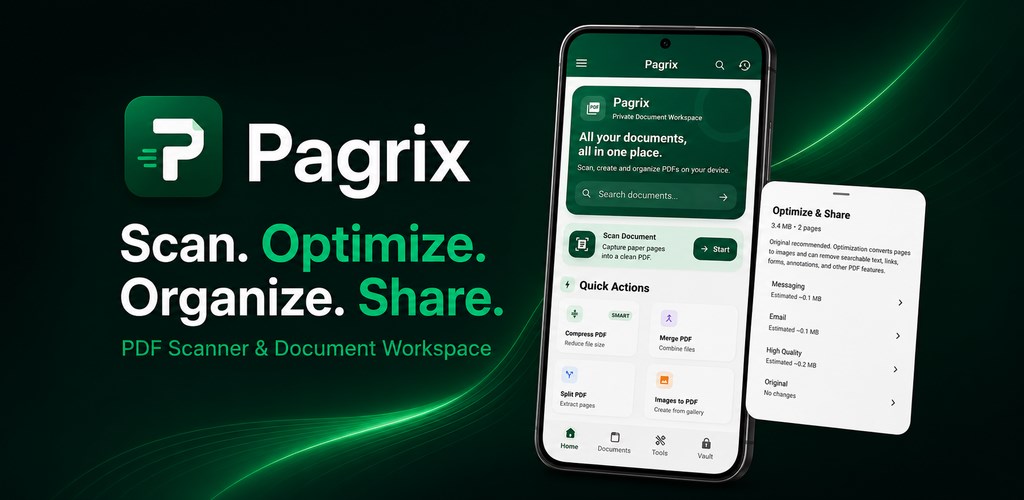 Pagrix
Scan. Optimize.
Organize. Share.
PDF Scanner & Document Workspace
Pagrix
PDF
Pagrix
Private Document Workspace
All your documents,
all in one place.
Scan, create and organize PDFs on your device.
Search documents...
Scan Document
Capture paper pages
into a clean PDF.
Start
Quick Actions
SMART
Compress PDF
Reduce file size
Merge PDF
Combine files
Split PDF
Extract pages
Images to PDF
Create from gallery
Home
Documents
Tools
Vault
Optimize & Share
3.4 MB • 2 pages
Original recommended. Optimization converts pages
to images and can remove searchable text, links,
forms, annotations, and other PDF features.
Messaging
Estimated ~0.1 MB
Email
Estimated ~0.1 MB
High Quality
Estimated ~0.2 MB
Original
No changes